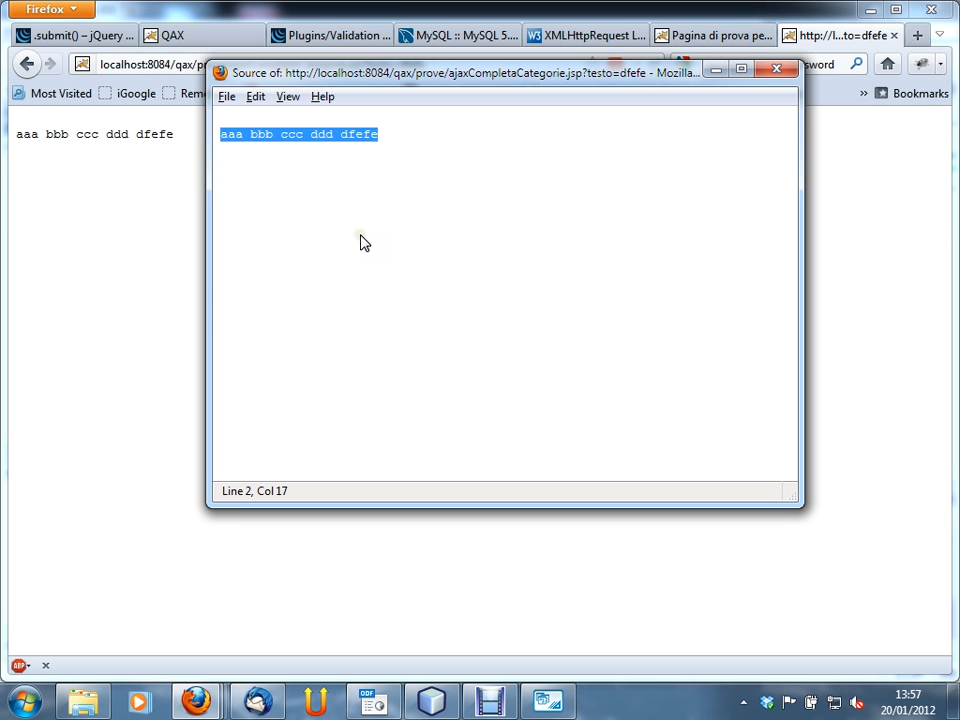 Firefox
.submit() – jQuery ...
QAX
Plugins/Validation ...
MySQL :: MySQL 5....
XMLHttpRequest L...
Pagina di prova pe...
http://l...to=dfefe
localhost:8084/qax/pr
sword
Most Visited
iGoogle
Rem
»
Bookmarks
aaa bbb ccc ddd dfefe
Source of: http://localhost:8084/qax/prove/ajaxCompletaCategorie.jsp?testo=dfefe - Mozilla...
File Edit View Help
aaa bbb ccc ddd dfefe
Line 2, Col 17
ABP
ODF
13:57
20/01/2012